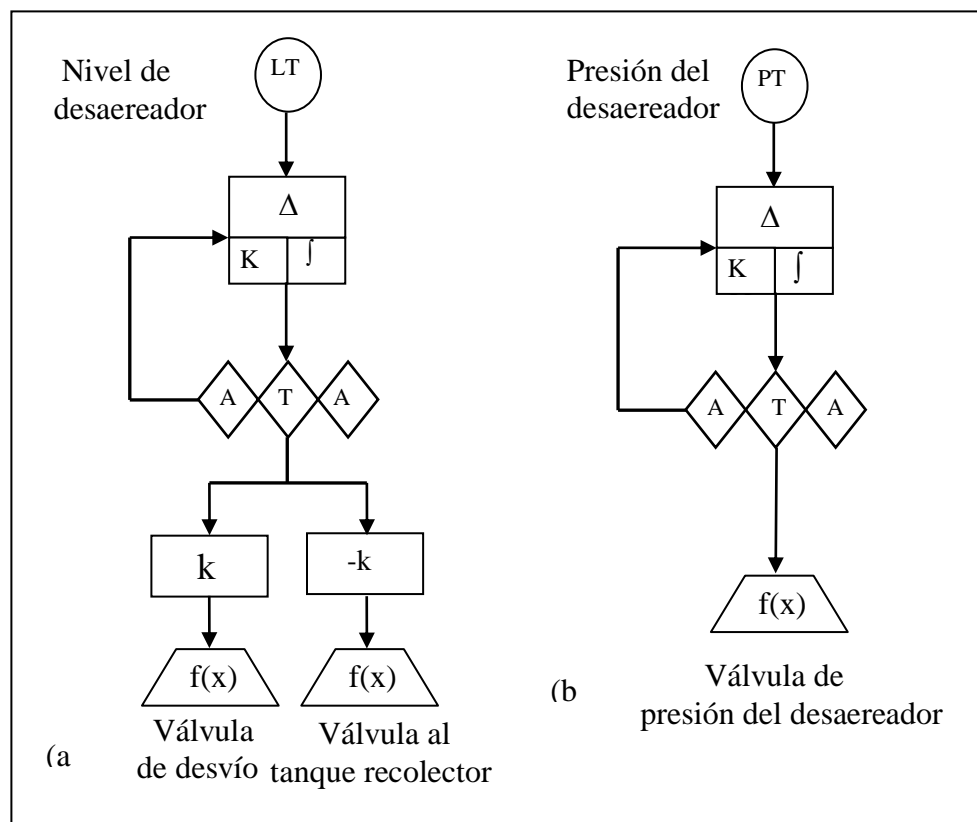 Nivel de
desaereador
LT
Δ
K
∫
A
T
A
k
-k
f(x)
f(x)
Válvula
de desvío
Válvula al
tanque recolector
(a
Presión del
desaereador
PT
Δ
K
∫
A
T
A
f(x)
(b
Válvula de
presión del desaereador